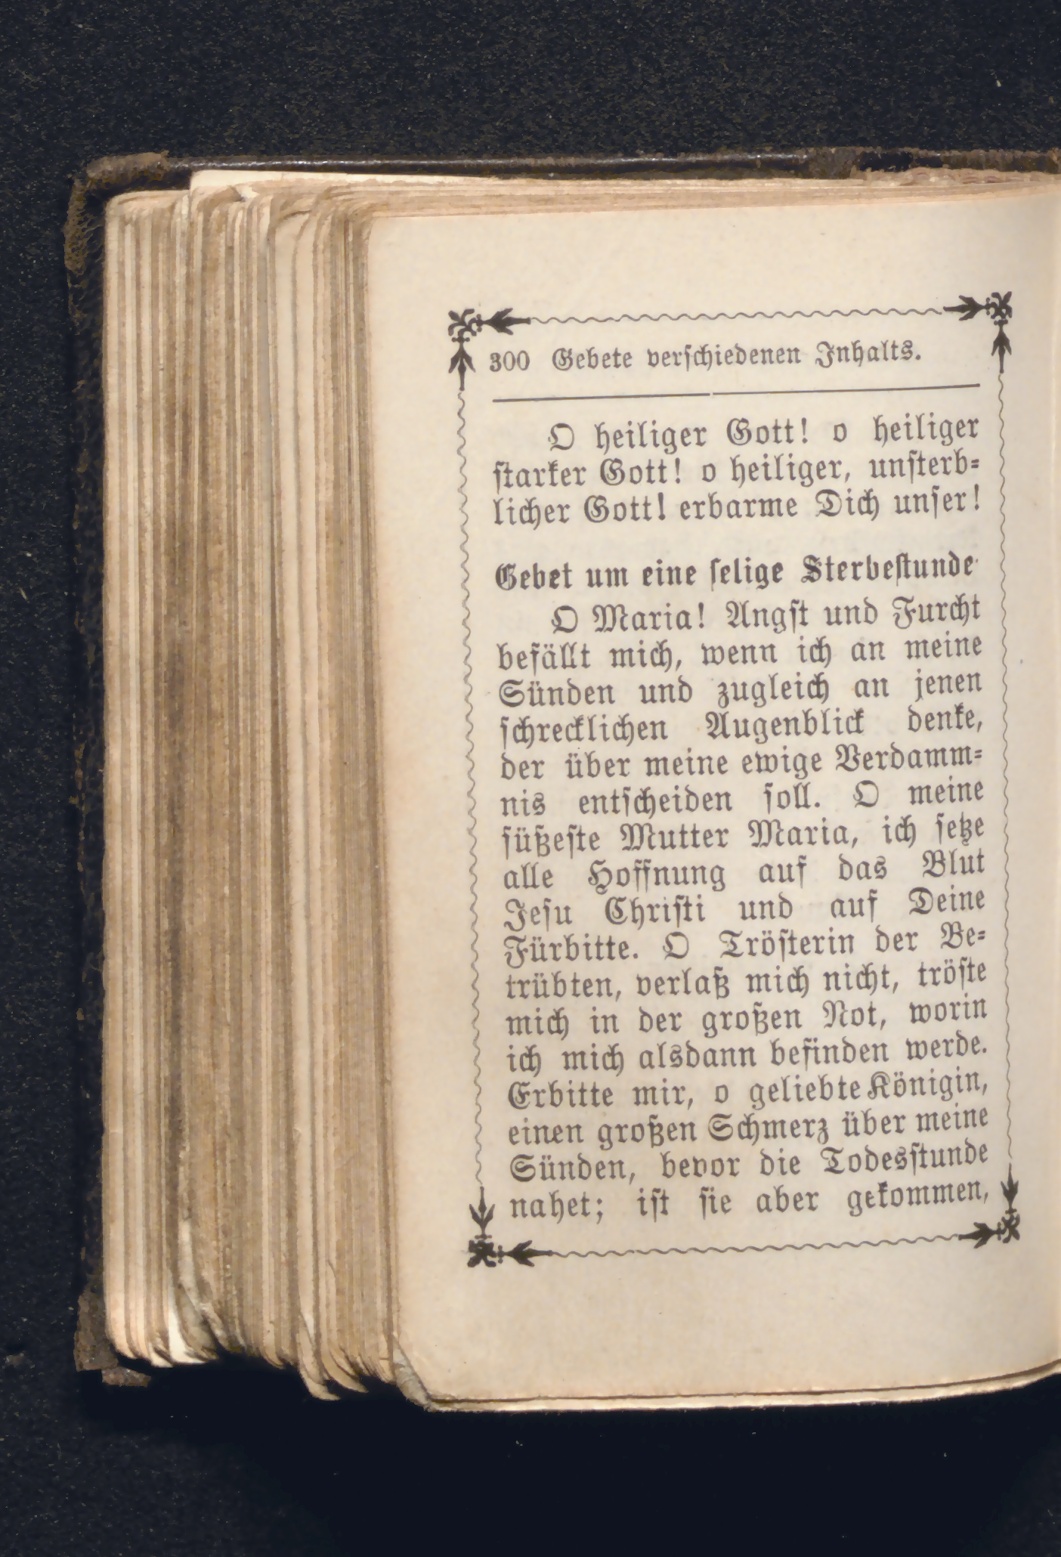 300 Gebete verschiedenen Inhalts.
O heiliger Gott! o heiliger
starker Gott! o heiliger, unsterb-
licher Gott! erbarme Dich unser!
Gebet um eine selige Sterbestunde
O Maria! Angst und Furcht
befällt mich, wenn ich an meine
Sünden und zugleich an jenen
schrecklichen Augenblick denke,
der über meine ewige Verdamm-
nis entscheiden soll. O meine
süßeste Mutter Maria, ich setze
alle Hoffnung auf das Blut
Jesu Christi und auf Deine
Fürbitte. O Trösterin der Be-
trübten, verlaß mich nicht, tröste
mich in der großen Not, worin
ich mich alsdann befinden werde.
Erbitte mir, o geliebte Königin,
einen großen Schmerz über meine
Sünden, bevor die Todesstunde
nahet; ist sie aber gekommen,